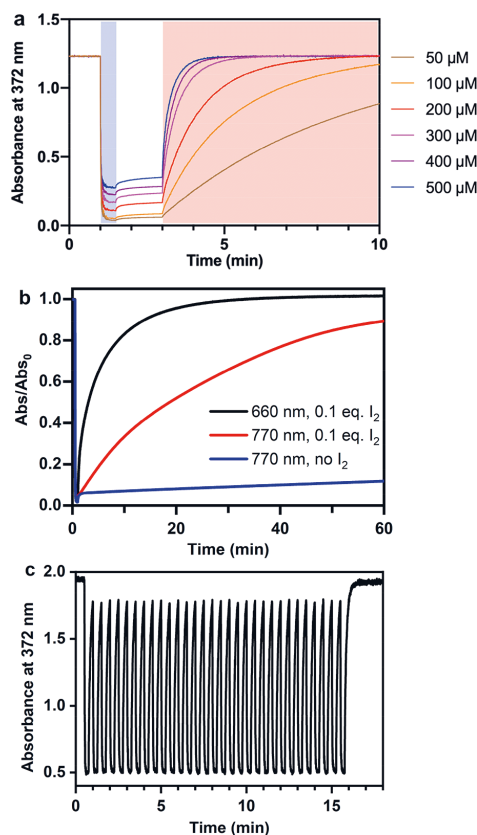 a
Absorbance at 372 nm
1.5
1.0
0.5
0.0
0
5
10
Time (min)
50 µM
100 µM
200 µM
300 µM
400 µM
500 µM
b
Abs/Abs₀
1.0
0.8
0.6
0.4
0.2
0.0
660 nm, 0.1 eq. I₂
770 nm, 0.1 eq. I₂
770 nm, no I₂
0
20
40
60
Time (min)
c
Absorbance at 372 nm
2.0
1.5
1.0
0.5
0
5
10
15
Time (min)